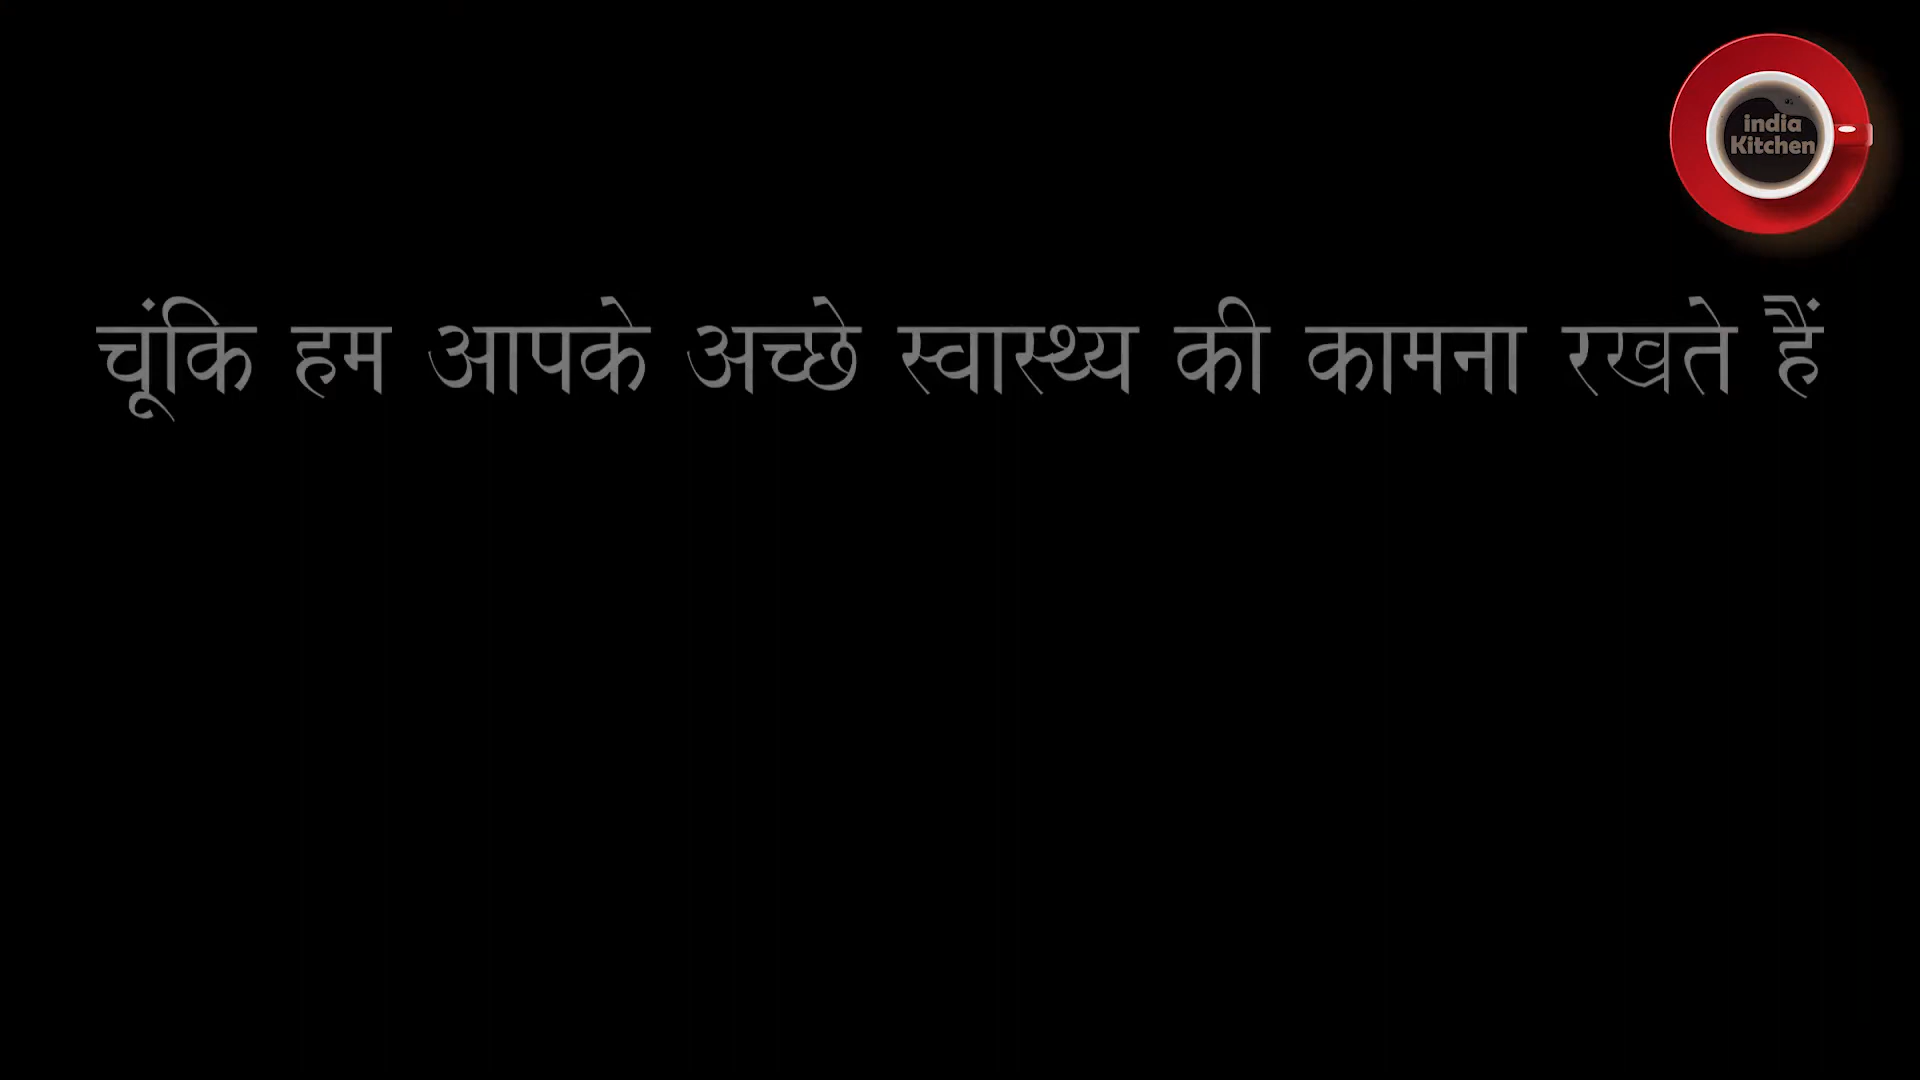 india
Kitchen
चूंकि हम आपके अच्छे स्वास्थ्य की कामना रखते हैं